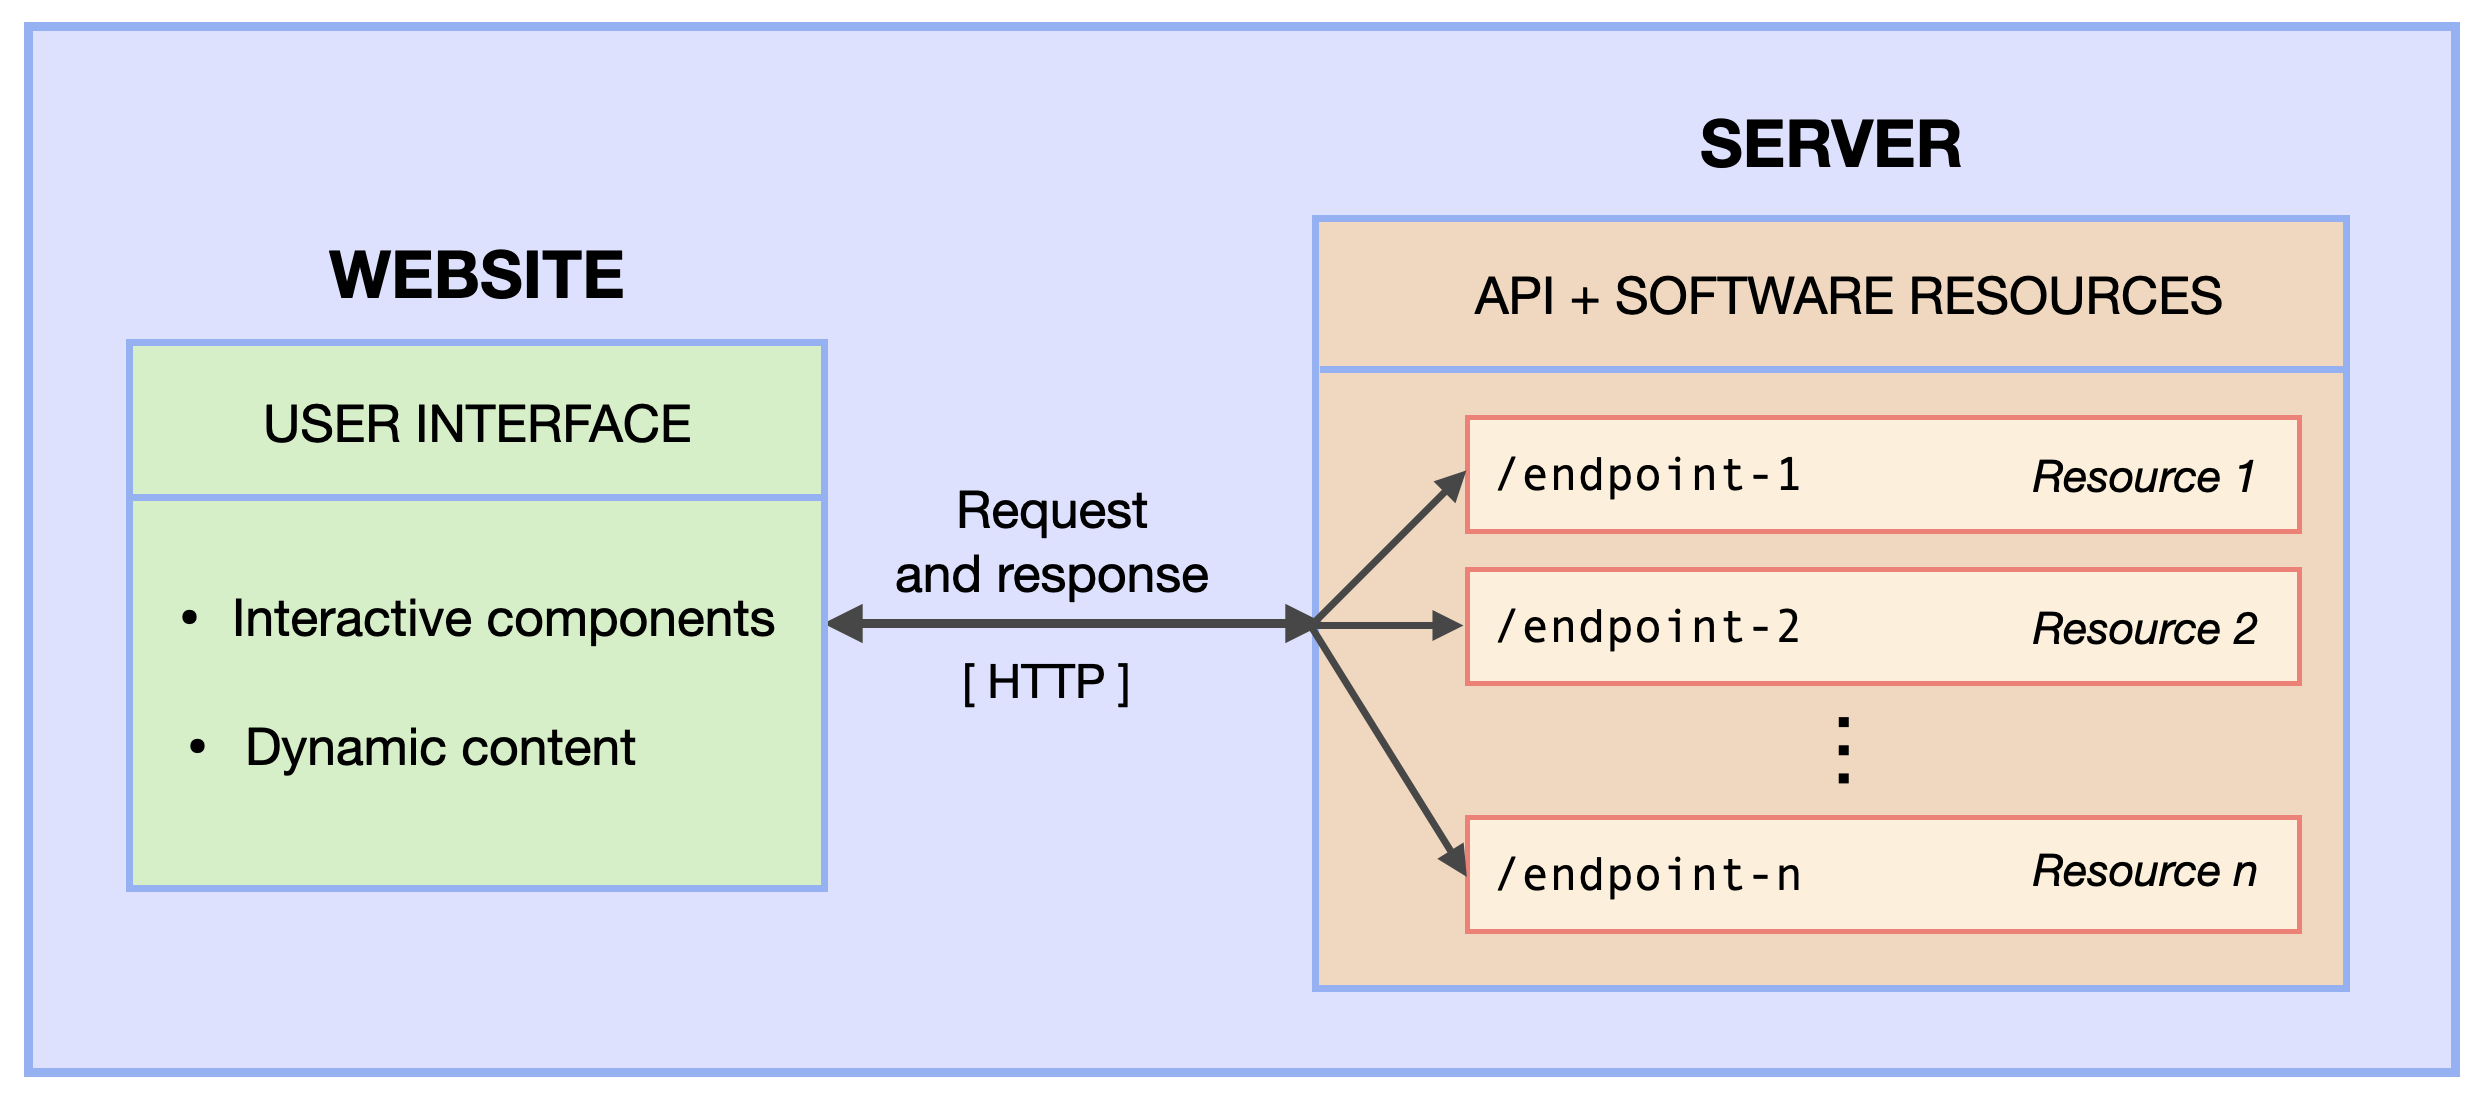 WEBSITE
USER INTERFACE
• Interactive components
• Dynamic content
Request
and response
[ HTTP ]
SERVER
API + SOFTWARE RESOURCES
/endpoint-1 Resource 1
/endpoint-2 Resource 2
/endpoint-n Resource n